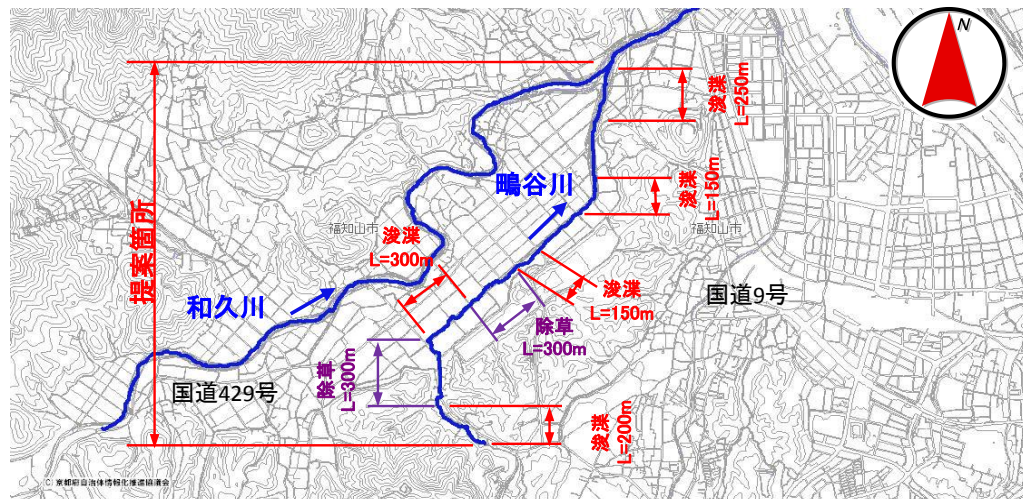 N
浚渫
L=250m
浚渫
L=150m
鴫谷川
福知山市
福知山市
提案箇所
浚渫
L=300m
和久川
国道9号
浚渫
L=150m
除草
L=300m
除草
L=300m
国道429号
浚渫
L=200m
(C) 京都府自治体情報化推進協議会